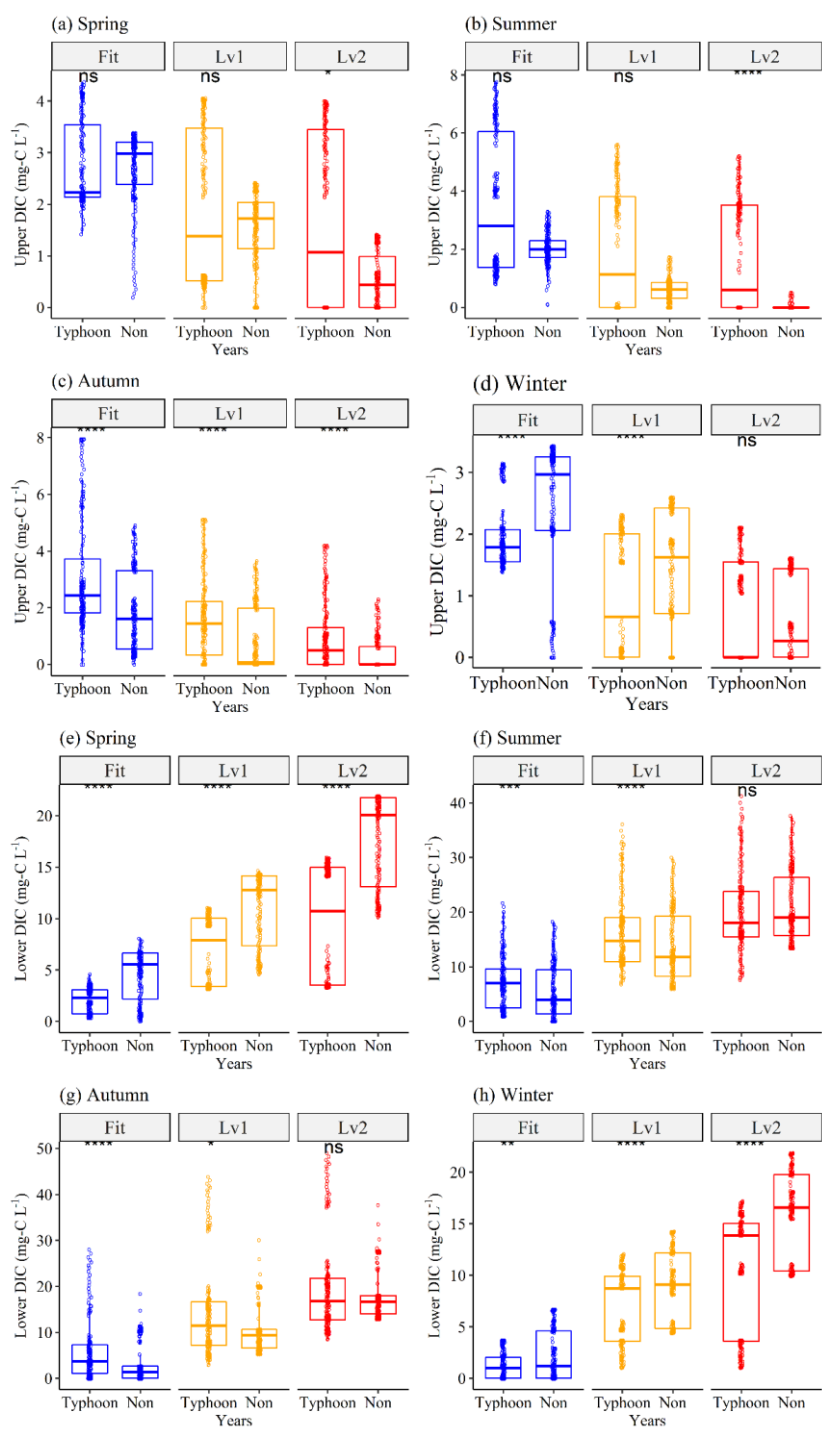 (a) Spring
Fit Lv1 Lv2
ns ns *
Upper DIC (mg-C L⁻¹)
4
3
2
1
0
Typhoon Non Typhoon Non Typhoon Non
Years
(b) Summer
Fit Lv1 Lv2
ns ns ****
Upper DIC (mg-C L⁻¹)
8
6
4
2
0
Typhoon Non Typhoon Non Typhoon Non
Years
(c) Autumn
Fit Lv1 Lv2
**** **** ****
Upper DIC (mg-C L⁻¹)
8
6
4
2
0
Typhoon Non Typhoon Non Typhoon Non
Years
(d) Winter
Fit Lv1 Lv2
**** **** ns
Upper DIC (mg-C L⁻¹)
3
2
1
0
Typhoon Non Typhoon Non Typhoon Non
Years
(e) Spring
Fit Lv1 Lv2
**** **** ****
Lower DIC (mg-C L⁻¹)
20
15
10
5
0
Typhoon Non Typhoon Non Typhoon Non
Years
(f) Summer
Fit Lv1 Lv2
*** **** ns
Lower DIC (mg-C L⁻¹)
40
30
20
10
0
Typhoon Non Typhoon Non Typhoon Non
Years
(g) Autumn
Fit Lv1 Lv2
**** * ns
Lower DIC (mg-C L⁻¹)
50
40
30
20
10
0
Typhoon Non Typhoon Non Typhoon Non
Years
(h) Winter
Fit Lv1 Lv2
** **** ****
Lower DIC (mg-C L⁻¹)
20
15
10
5
0
Typhoon Non Typhoon Non Typhoon Non
Years